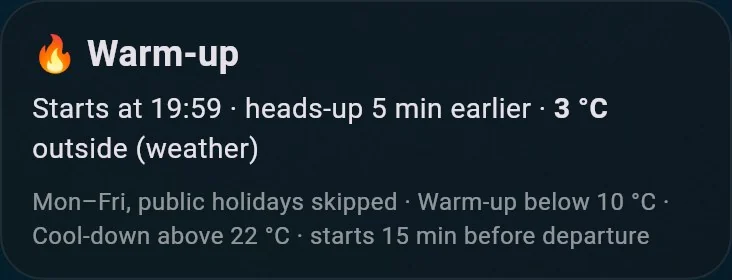 🔥 Warm-up
Starts at 19:59 · heads-up 5 min earlier · 3 °C
outside (weather)
Mon–Fri, public holidays skipped · Warm-up below 10 °C ·
Cool-down above 22 °C · starts 15 min before departure